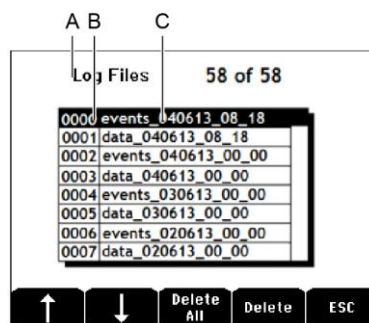 A B C
Log Files 58 of 58
0000 events_040613_08_18
0001 data_040613_08_18
0002 events_040613_00_00
0003 data_040613_00_00
0004 events_030613_00_00
0005 data_030613_00_00
0006 events_020613_00_00
0007 data_020613_00_00
↑ ↓ Delete All Delete ESC